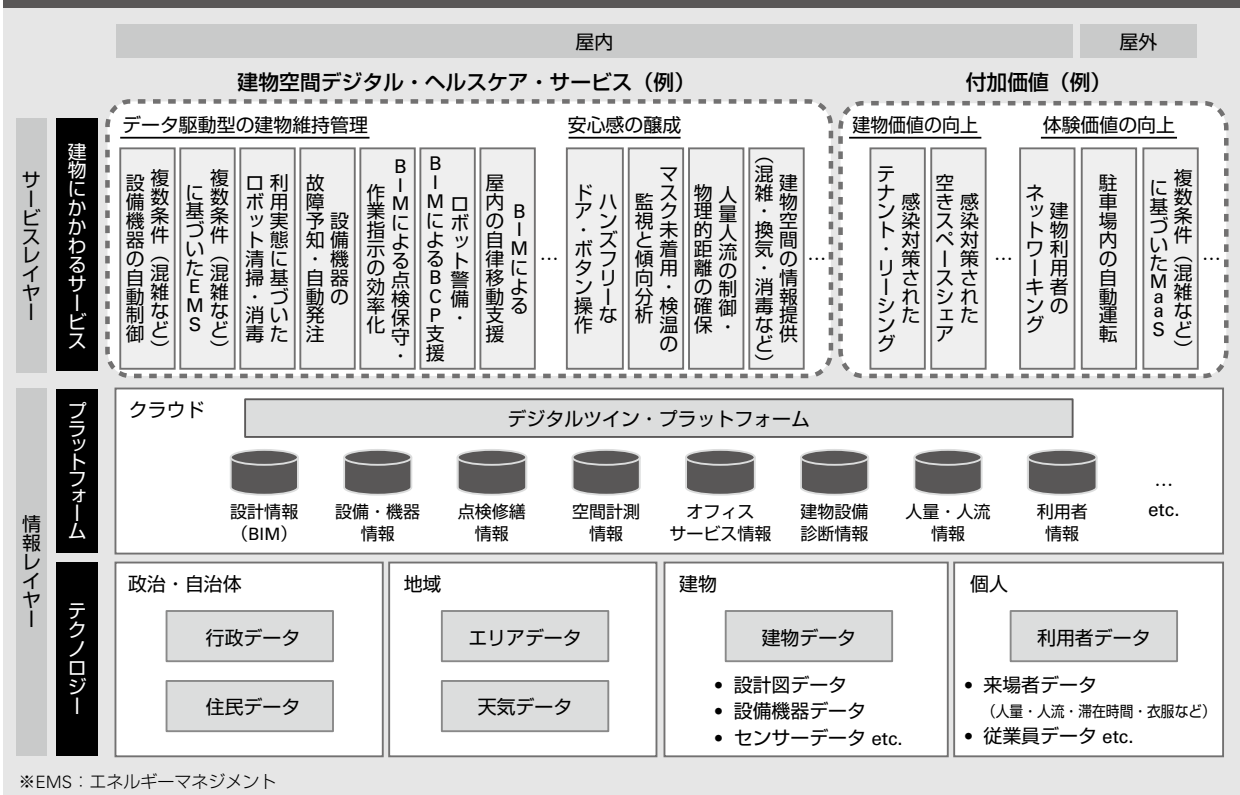 屋内
屋外
建物空間デジタル・ヘルスケア・サービス（例）
付加価値（例）
サービスレイヤー
建物にかかわるサービス
データ駆動型の建物維持管理
複数条件（混雑など）
設備機器の自動制御
複数条件（混雑など）
に基づいたEMS
利用実態に基づいた
ロボット清掃・消毒
設備機器の
故障予知・自動発注
BIMによる点検保守・
作業指示の効率化
ロボット警備・
BIMによるBCP支援
BIMによる
屋内の自律移動支援
…
安心感の醸成
ハンズフリーな
ドア・ボタン操作
マスク未着用・検温の
監視と傾向分析
人量人流の制御・
物理的距離の確保
建物空間の情報提供
（混雑・換気・消毒など）
…
建物価値の向上
感染対策された
テナント・リーシング
感染対策された
空きスペースシェア
…
体験価値の向上
建物利用者の
ネットワーキング
駐車場内の自動運転
複数条件（混雑など）
に基づいたMaaS
…
情報レイヤー
プラットフォーム
クラウド
デジタルツイン・プラットフォーム
設計情報
（BIM）
設備・機器
情報
点検修繕
情報
空間計測
情報
オフィス
サービス情報
建物設備
診断情報
人量・人流
情報
利用者
情報
…
etc.
テクノロジー
政治・自治体
行政データ
住民データ
地域
エリアデータ
天気データ
建物
建物データ
• 設計図データ
• 設備機器データ
• センサーデータ etc.
個人
利用者データ
• 来場者データ
（人量・人流・滞在時間・衣服など）
• 従業員データ etc.
※EMS：エネルギーマネジメント